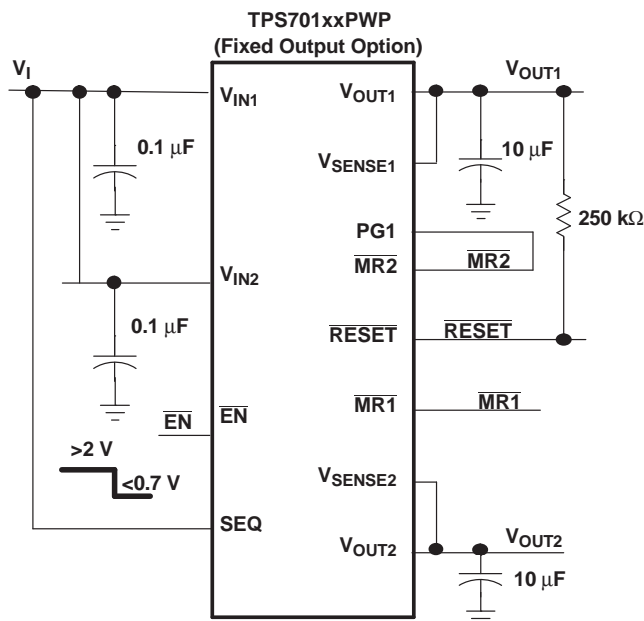 TPS701xxPWP
(Fixed Output Option)
VI
VIN1
VOUT1
VOUT1
0.1 μF
10 μF
VSENSE1
250 kΩ
PG1
MR2
MR2
VIN2
0.1 μF
RESET
RESET
EN
EN
MR1
MR1
>2 V
<0.7 V
VSENSE2
SEQ
VOUT2
VOUT2
10 μF